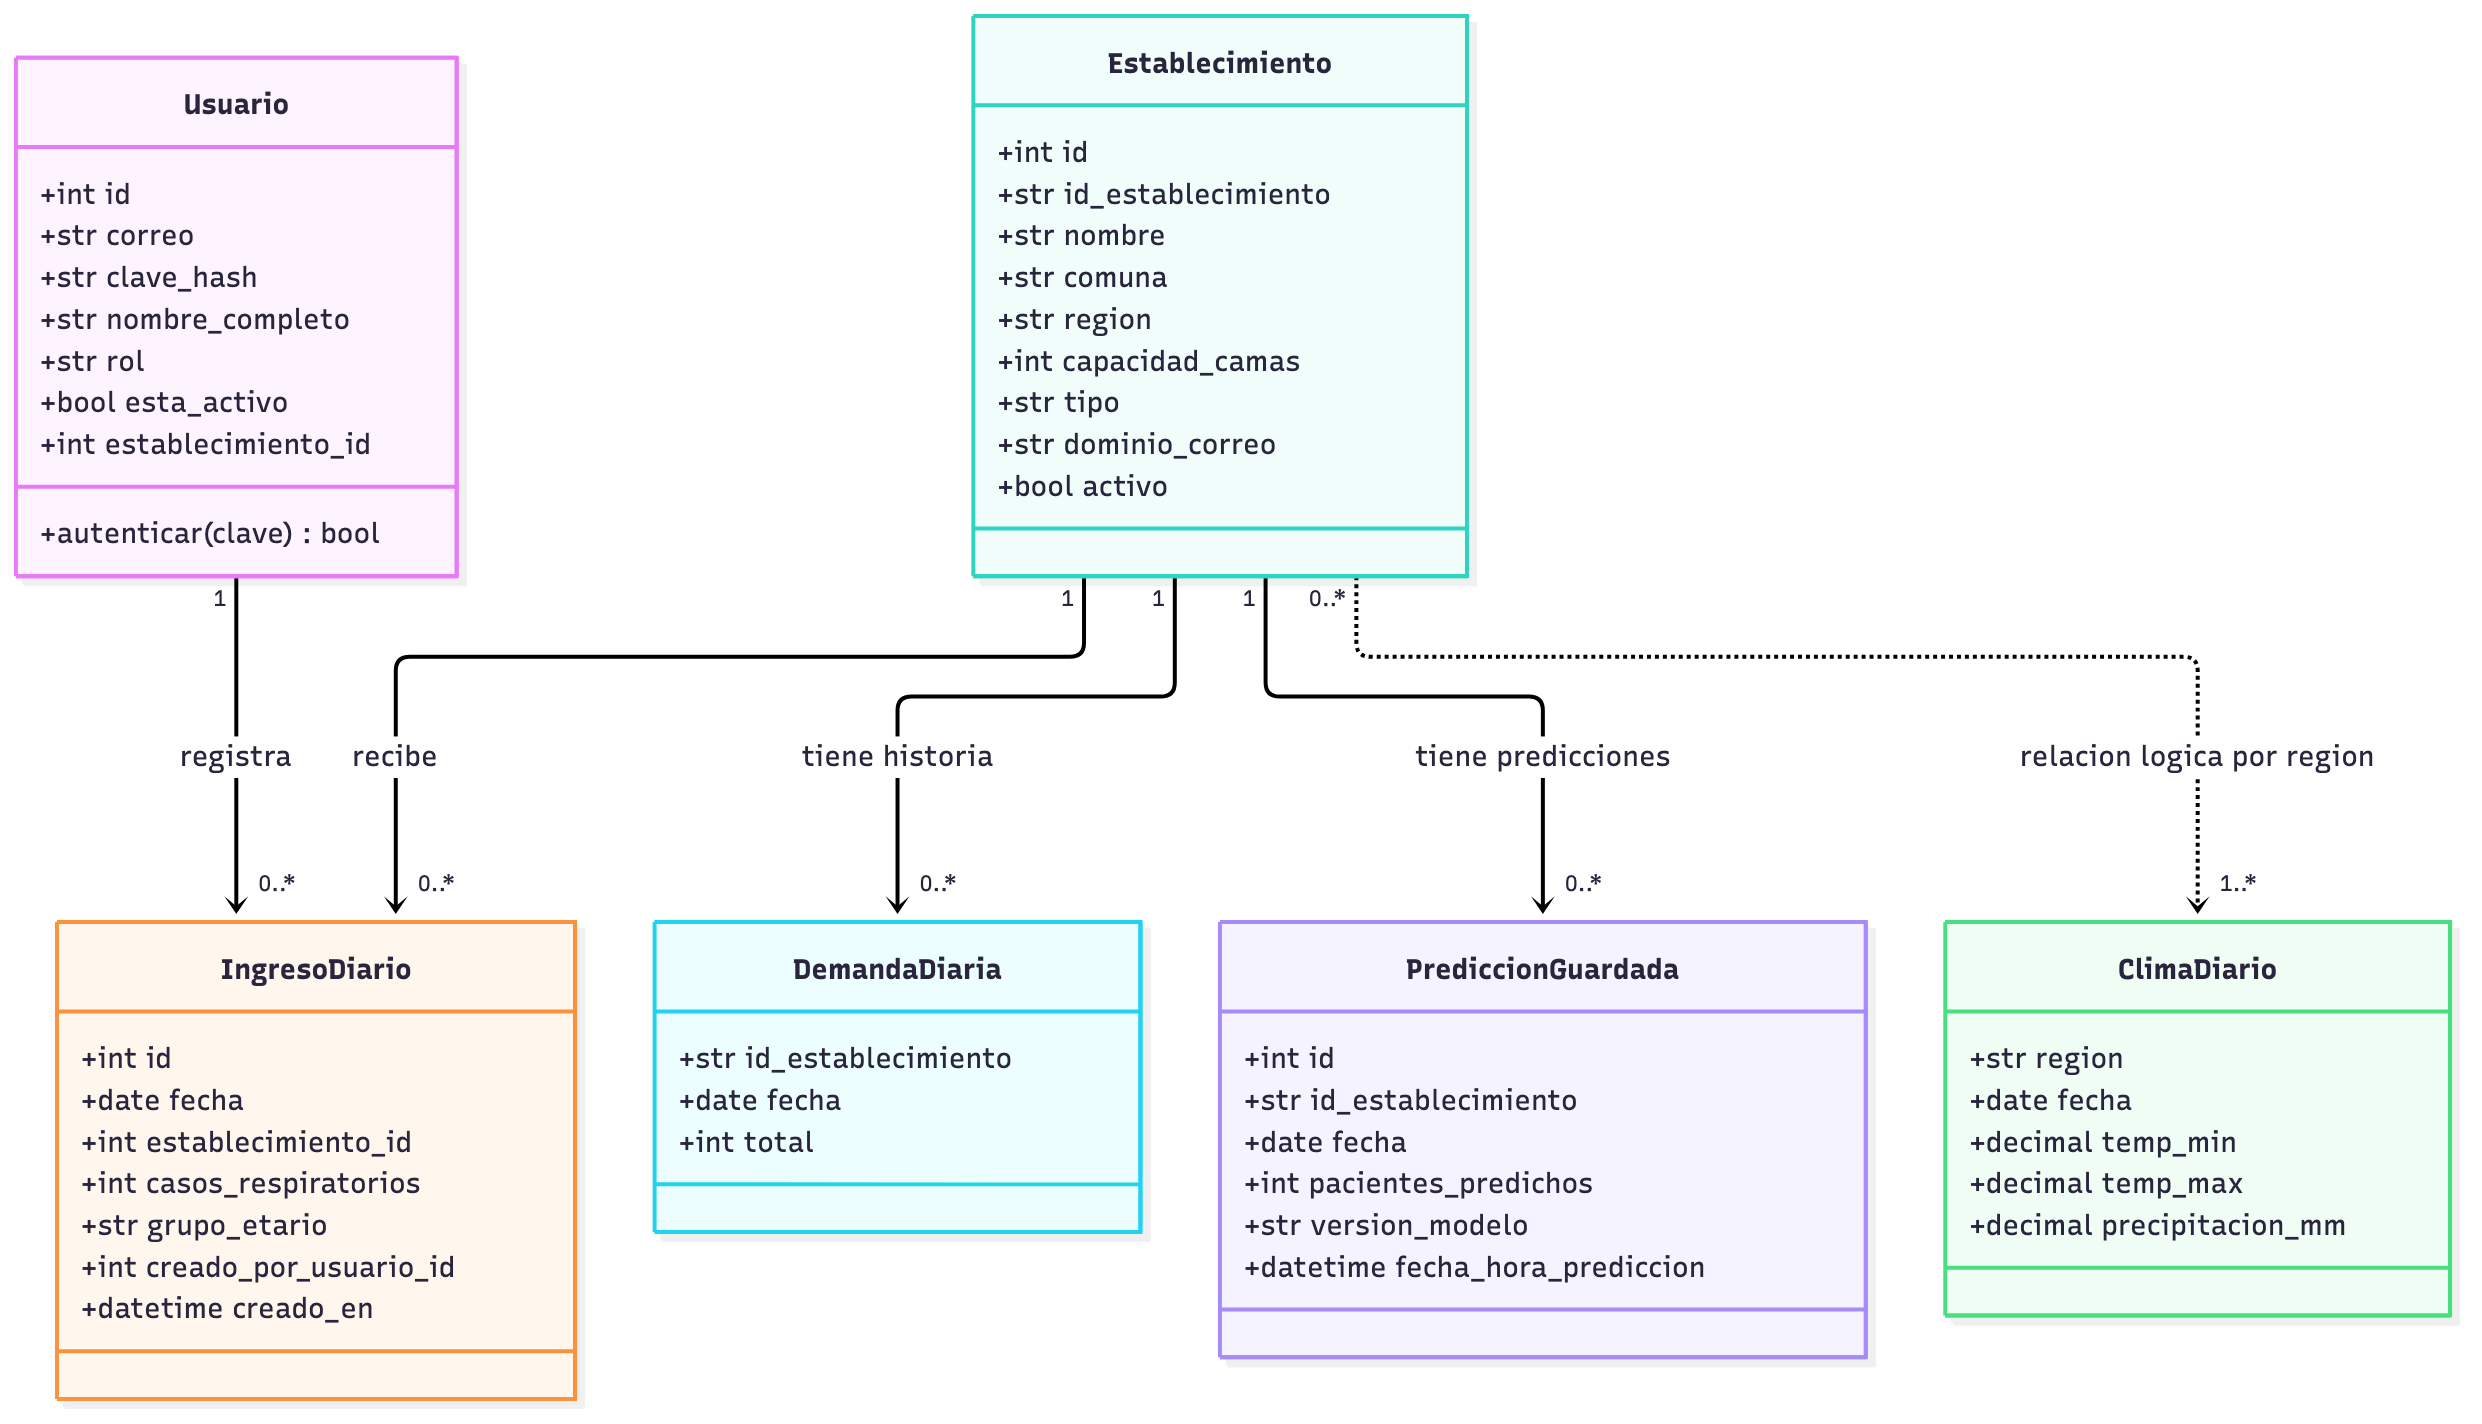 Usuario
+int id
+str correo
+str clave_hash
+str nombre_completo
+str rol
+bool esta_activo
+int establecimiento_id
+autenticar(clave) : bool
Establecimiento
+int id
+str id_establecimiento
+str nombre
+str comuna
+str region
+int capacidad_camas
+str tipo
+str dominio_correo
+bool activo
1
1
1
1
0..*
registra
recibe
tiene historia
tiene predicciones
relacion logica por region
0..*
0..*
0..*
0..*
1..*
IngresoDiario
+int id
+date fecha
+int establecimiento_id
+int casos_respiratorios
+str grupo_etario
+int creado_por_usuario_id
+datetime creado_en
DemandaDiaria
+str id_establecimiento
+date fecha
+int total
PrediccionGuardada
+int id
+str id_establecimiento
+date fecha
+int pacientes_predichos
+str version_modelo
+datetime fecha_hora_prediccion
ClimaDiario
+str region
+date fecha
+decimal temp_min
+decimal temp_max
+decimal precipitacion_mm